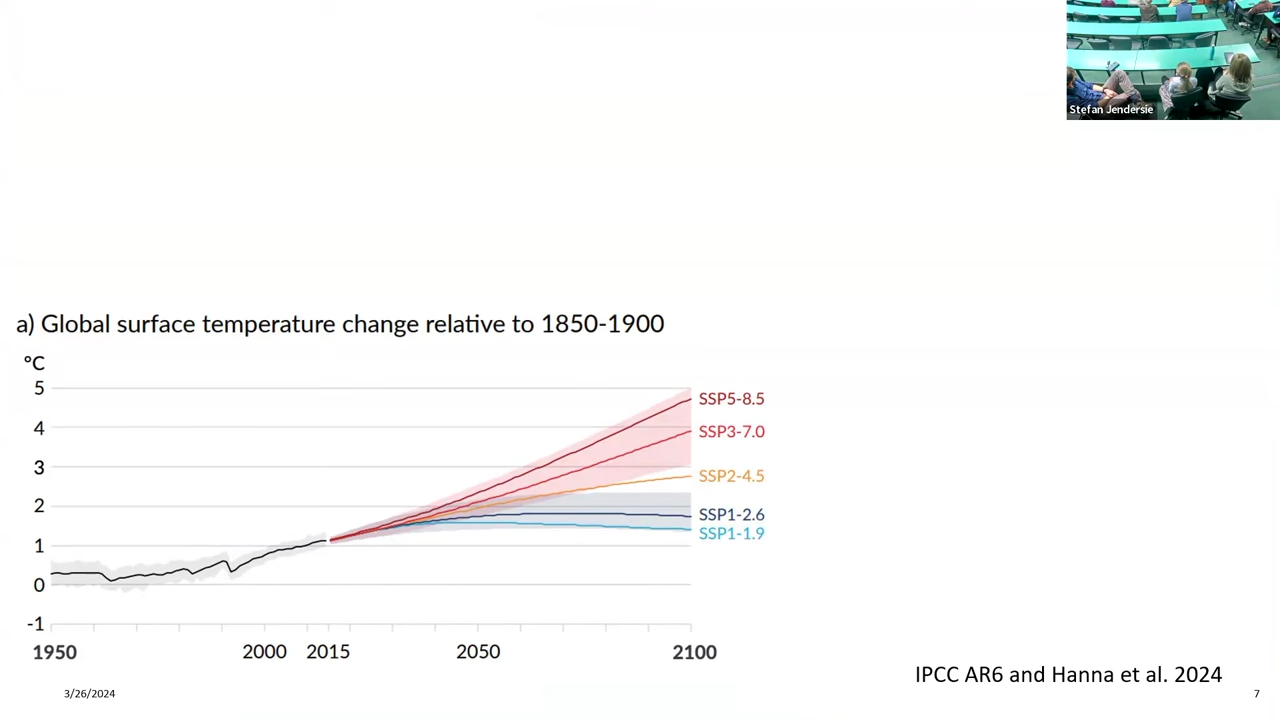 Stefan Jendersie
a) Global surface temperature change relative to 1850-1900
°C
5
4
3
2
1
0
-1
SSP5-8.5
SSP3-7.0
SSP2-4.5
SSP1-2.6
SSP1-1.9
1950 2000 2015 2050 2100
IPCC AR6 and Hanna et al. 2024
3/26/2024
7